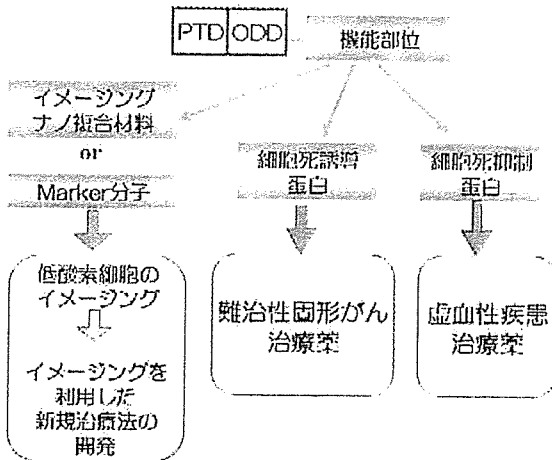 PTD ODD
機能部位
イメージング
ナノ複合材料
or
Marker分子
細胞死誘導
蛋白
細胞死抑制
蛋白
低酸素細胞の
イメージング
イメージングを
利用した
新規治療法の
開発
難治性固形がん
治療薬
虚血性疾患
治療薬